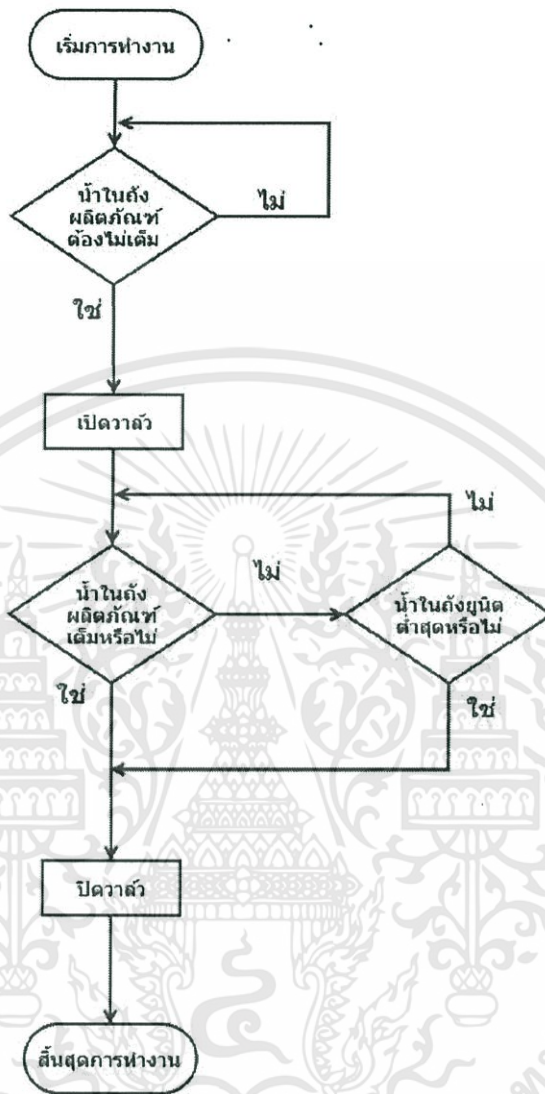 เริ่มการทำงาน
น้ำในถัง
ผลิตภัณฑ์
ต้องไม่เต็ม
ไม่
ใช่
เปิดวาล์ว
ไม่
น้ำในถัง
ผลิตภัณฑ์
เต็มหรือไม่
ไม่
น้ำในถังยูนิต
ต่ำสุดหรือไม่
ใช่
ใช่
ปิดวาล์ว
สิ้นสุดการทำงาน